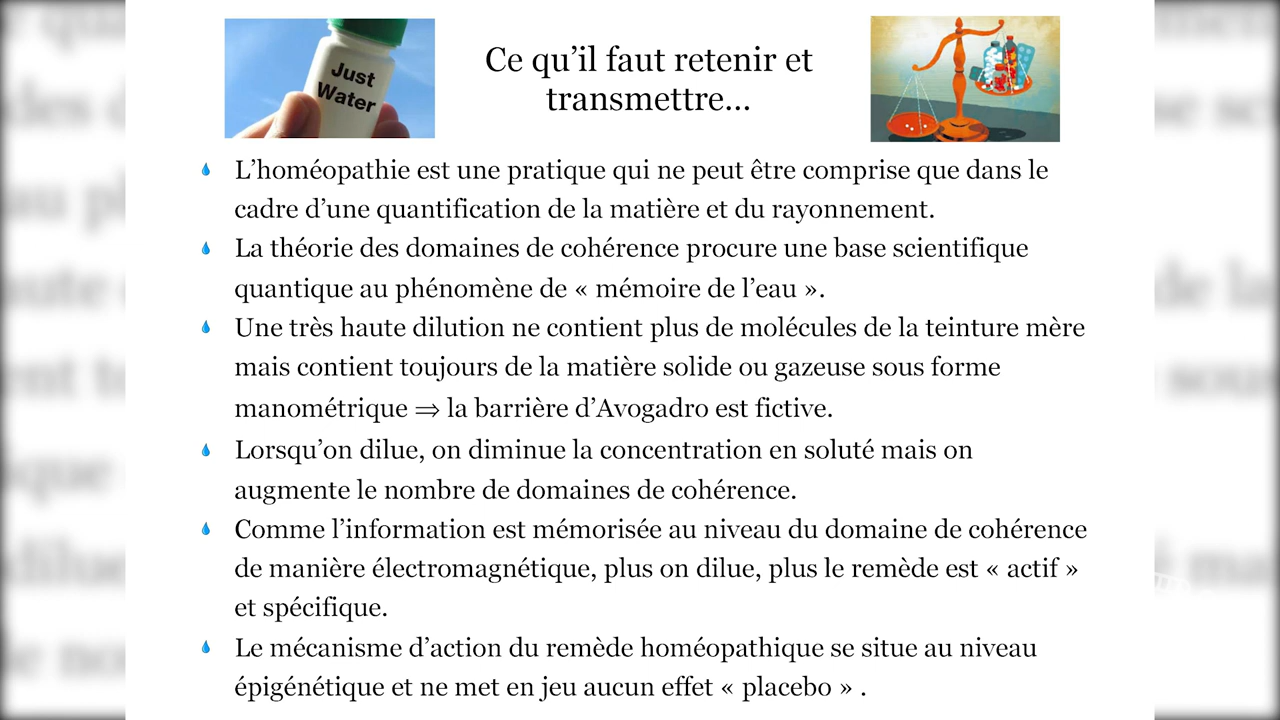 Just
Water
Ce qu’il faut retenir et
transmettre…
L’homéopathie est une pratique qui ne peut être comprise que dans le
cadre d’une quantification de la matière et du rayonnement.
La théorie des domaines de cohérence procure une base scientifique
quantique au phénomène de « mémoire de l’eau ».
Une très haute dilution ne contient plus de molécules de la teinture mère
mais contient toujours de la matière solide ou gazeuse sous forme
manométrique ⇒ la barrière d’Avogadro est fictive.
Lorsqu’on dilue, on diminue la concentration en soluté mais on
augmente le nombre de domaines de cohérence.
Comme l’information est mémorisée au niveau du domaine de cohérence
de manière électromagnétique, plus on dilue, plus le remède est « actif »
et spécifique.
Le mécanisme d’action du remède homéopathique se situe au niveau
épigénétique et ne met en jeu aucun effet « placebo » .